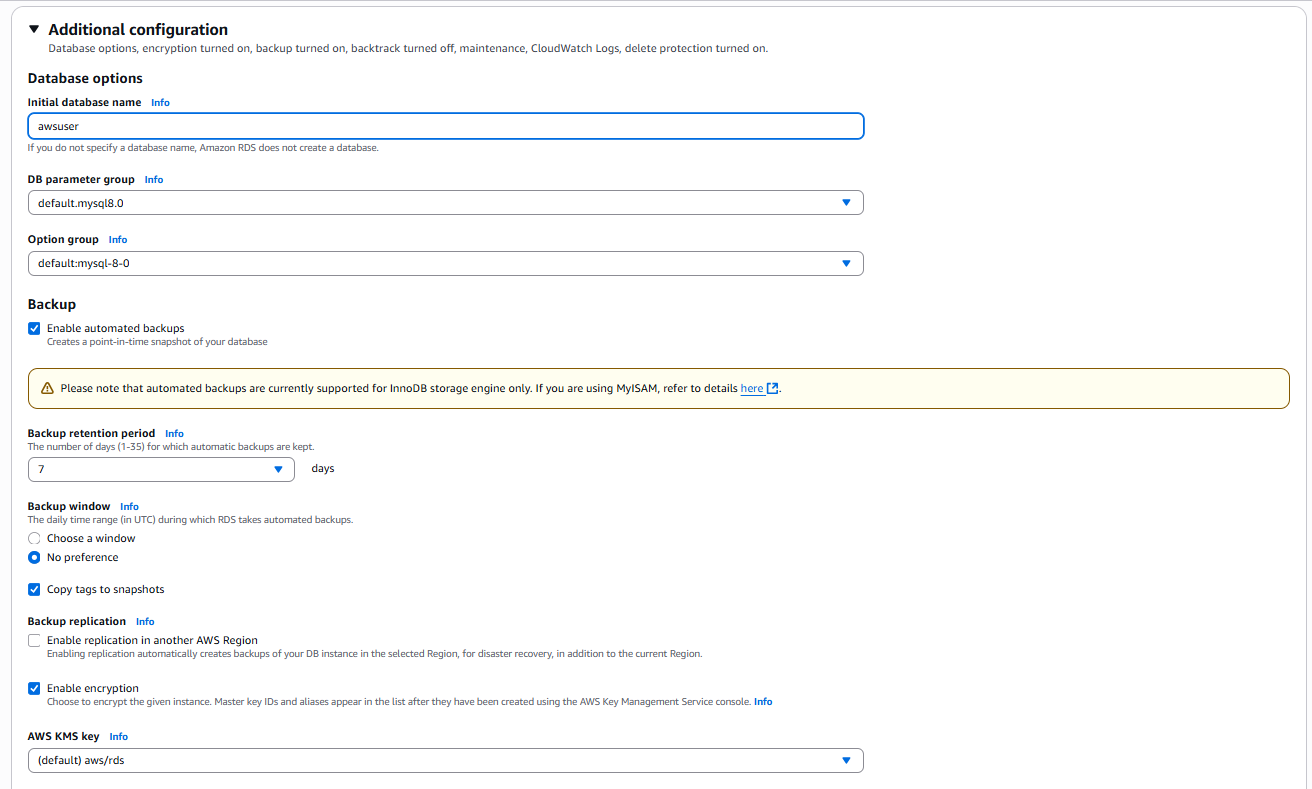 Additional configuration
Database options, encryption turned on, backup turned on, backtrack turned off, maintenance, CloudWatch Logs, delete protection turned on.
Database options
Initial database name Info
awsuser
If you do not specify a database name, Amazon RDS does not create a database.
DB parameter group Info
default.mysql8.0
Option group Info
default:mysql-8-0
Backup
Enable automated backups
Creates a point-in-time snapshot of your database
Please note that automated backups are currently supported for InnoDB storage engine only. If you are using MyISAM, refer to details here.
Backup retention period Info
The number of days (1-35) for which automatic backups are kept.
7 days
Backup window Info
The daily time range (in UTC) during which RDS takes automated backups.
Choose a window
No preference
Copy tags to snapshots
Backup replication Info
Enable replication in another AWS Region
Enabling replication automatically creates backups of your DB instance in the selected Region, for disaster recovery, in addition to the current Region.
Enable encryption
Choose to encrypt the given instance. Master key IDs and aliases appear in the list after they have been created using the AWS Key Management Service console. Info
AWS KMS key Info
(default) aws/rds